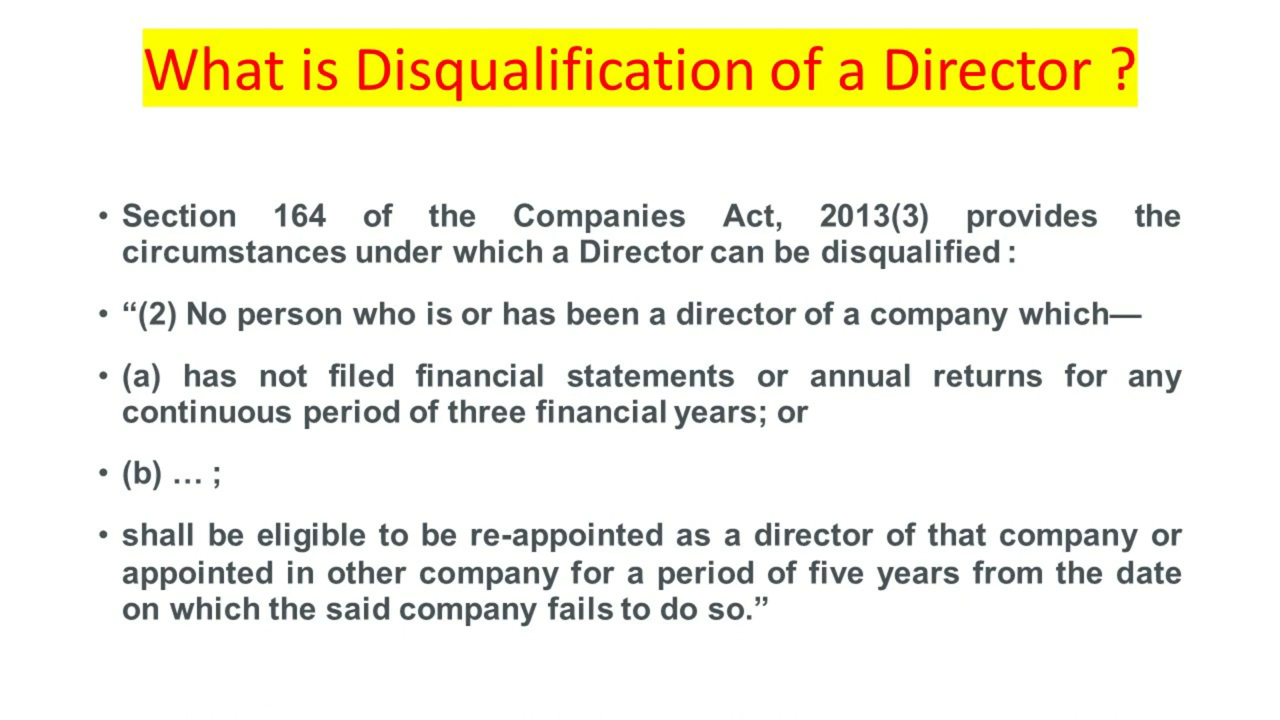 What is Disqualification of a Director ?
• Section 164 of the Companies Act, 2013(3) provides the
circumstances under which a Director can be disqualified :
• “(2) No person who is or has been a director of a company which—
• (a) has not filed financial statements or annual returns for any
continuous period of three financial years; or
• (b) … ;
• shall be eligible to be re-appointed as a director of that company or
appointed in other company for a period of five years from the date
on which the said company fails to do so.”